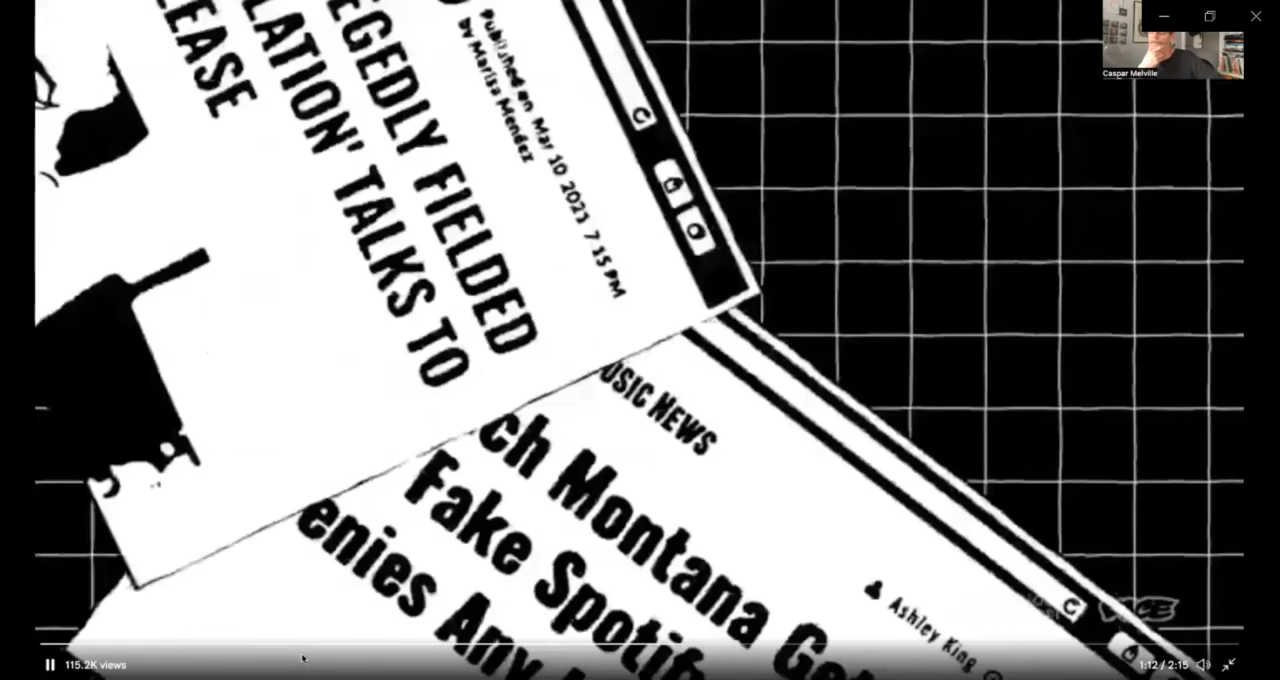 EASE
LATION' TALKS TO
EGEDLY FIELDED
by Marisa Mendez
Published on Mar 10 2023 7 15 PM
USIC NEWS
ch Montana Ge
Fake Spotif
enies Any
Ashley King
VICE
Caspar Melville
115.2K views
1:12 / 2:15